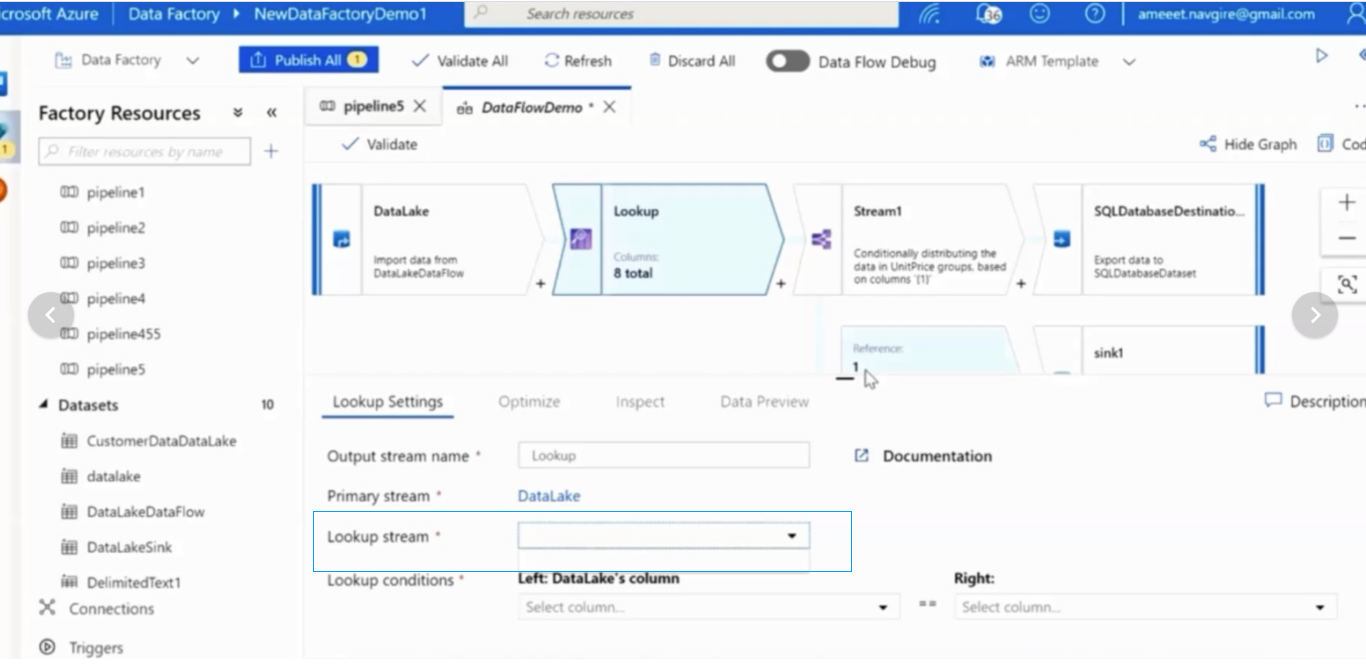 crosoft Azure Data Factory NewDataFactoryDemo1 Search resources 36 ameeet.navgire@gmail.com
Data Factory Publish All 1 Validate All Refresh Discard All Data Flow Debug ARM Template
Factory Resources
pipeline5 DataFlowDemo *
1
Filter resources by name
Validate Hide Graph Cod
pipeline1
pipeline2
pipeline3
pipeline4
pipeline455
pipeline5
Datasets 10
CustomerDataDataLake
datalake
DataLakeDataFlow
DataLakeSink
DelimitedText1
Connections
Triggers
DataLake
Import data from
DataLakeDataFlow
+
Lookup
Columns:
8 total
+
Stream1
Conditionally distributing the
data in UnitPrice groups, based
on columns '{1}'
+
SQLDatabaseDestinatio...
Export data to
SQLDatabaseDataset
Reference:
1
sink1
Lookup Settings Optimize Inspect Data Preview Description
Output stream name * Lookup Documentation
Primary stream * DataLake
Lookup stream *
Lookup conditions * Left: DataLake's column Right:
Select column... == Select column...